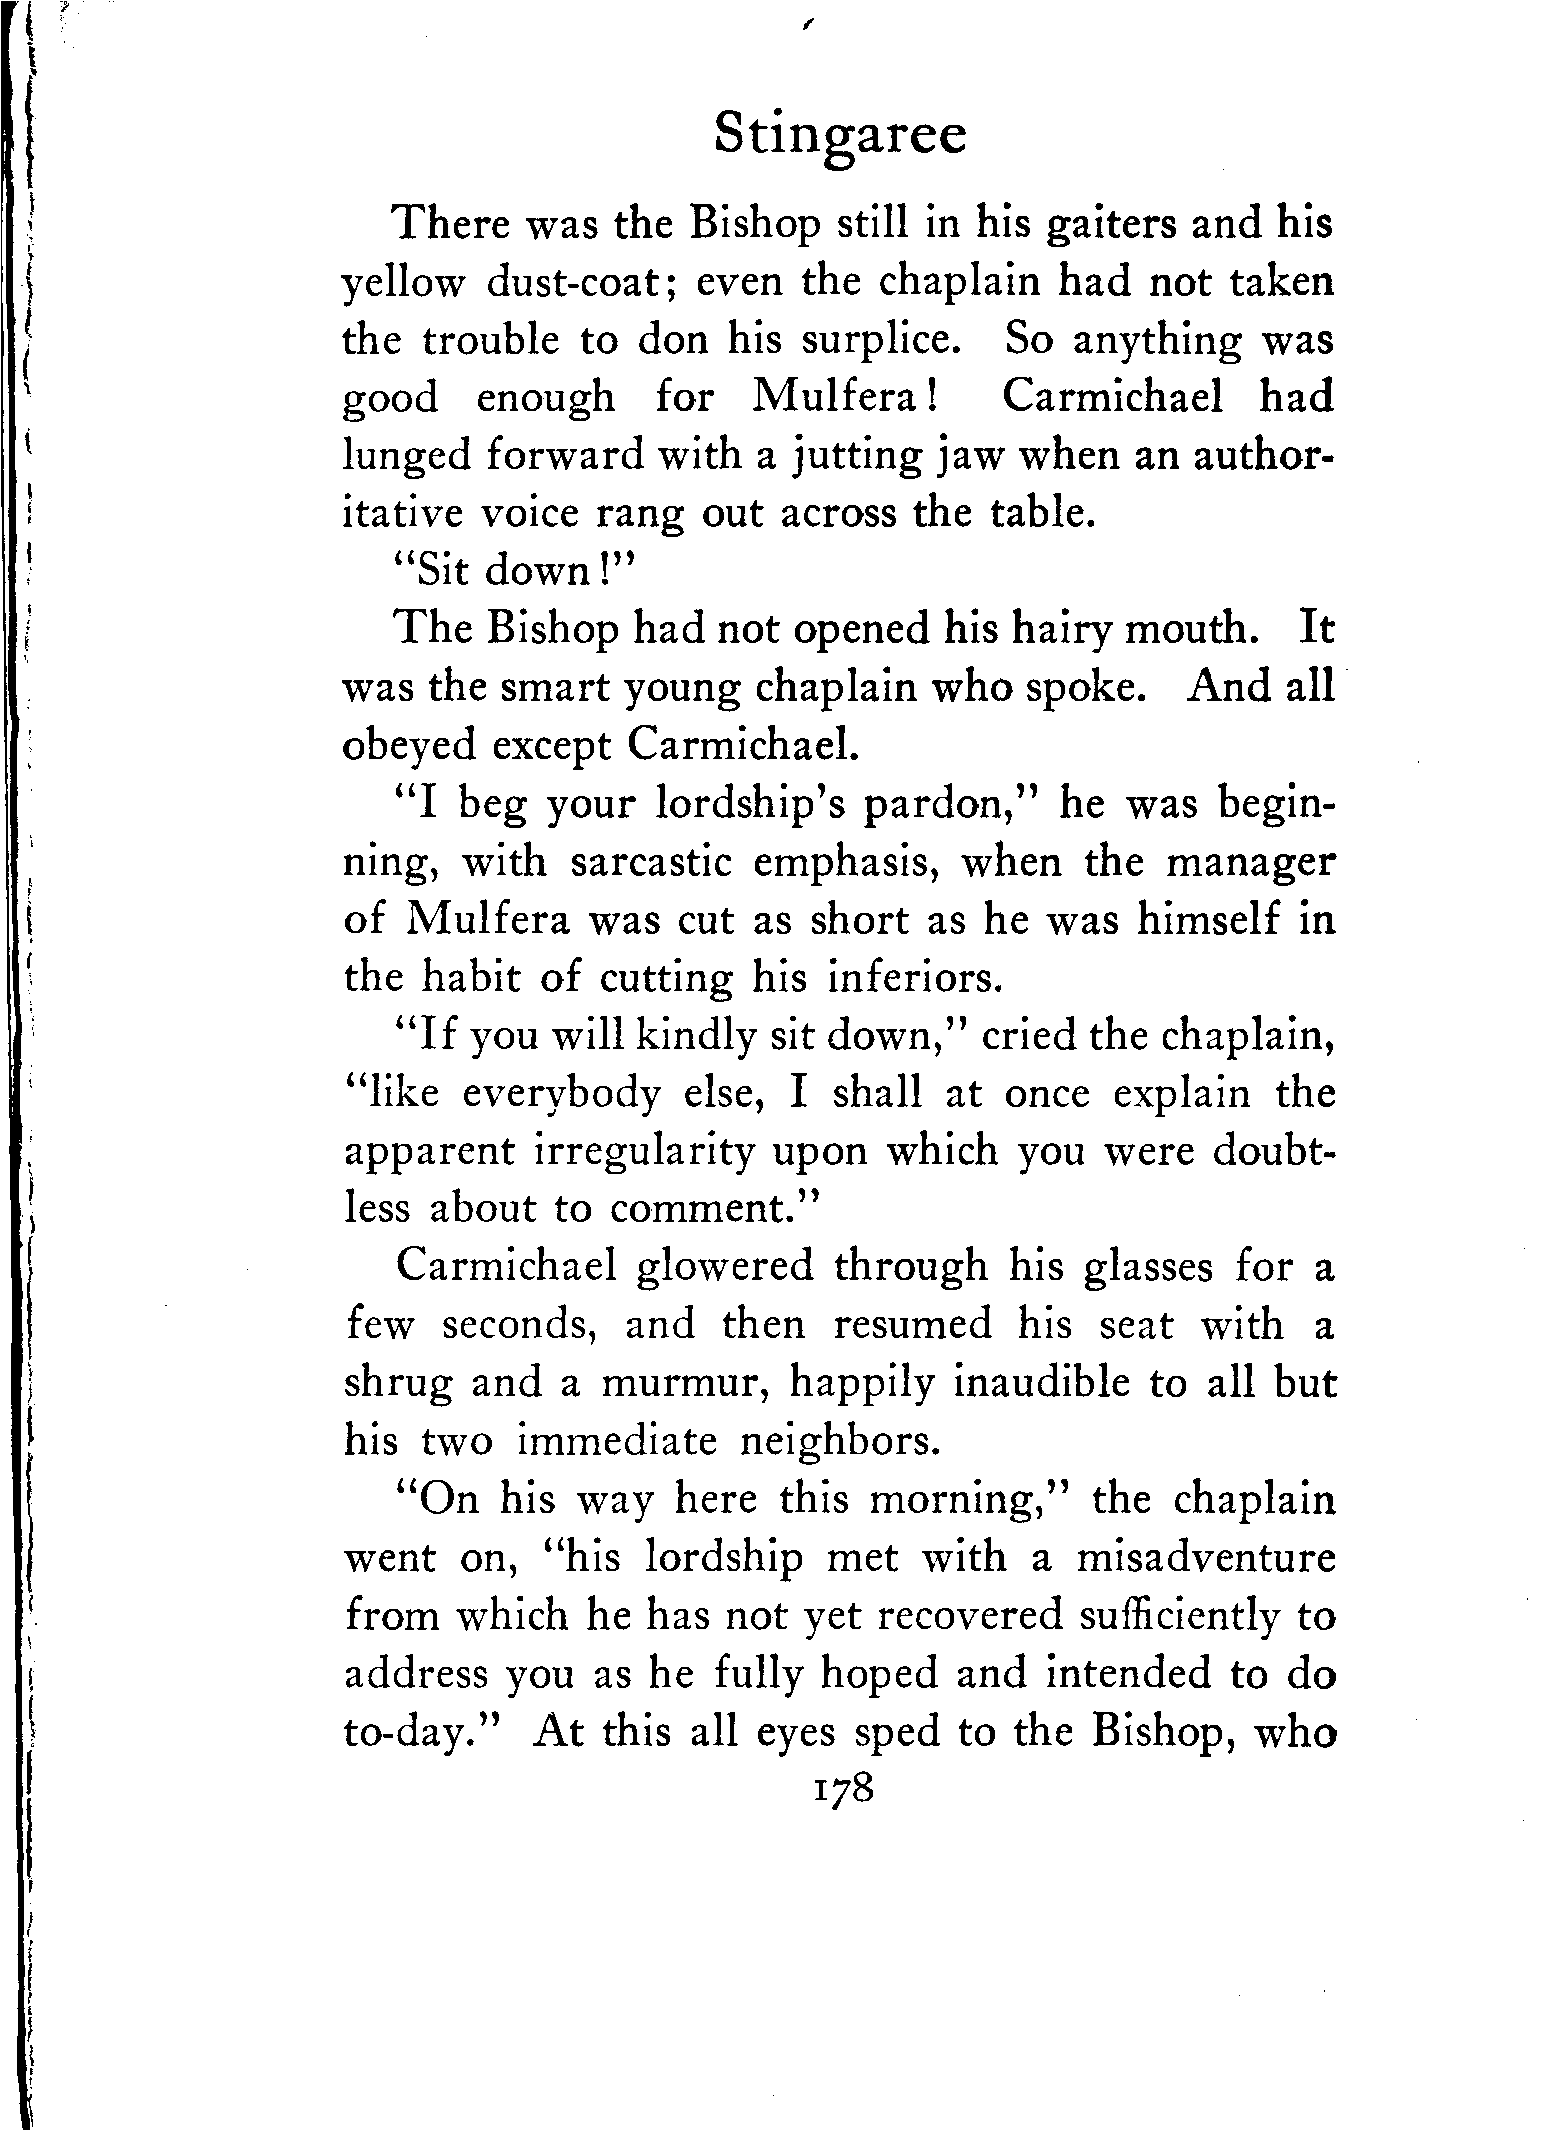 Stingaree
There was the Bishop still in his gaiters and his
yellow dust-coat; even the chaplain had not taken
the trouble to don his surplice. So anything was
good enough for Mulfera! Carmichael had
lunged forward with a jutting jaw when an author-
itative voice rang out across the table.
"Sit down!"
The Bishop had not opened his hairy mouth. It
was the smart young chaplain who spoke. And all
obeyed except Carmichael.
"I beg your lordship's pardon," he was begin-
ning, with sarcastic emphasis, when the manager
of Mulfera was cut as short as he was himself in
the habit of cutting his inferiors.
"If you will kindly sit down," cried the chaplain,
"like everybody else, I shall at once explain the
apparent irregularity upon which you were doubt-
less about to comment."
Carmichael glowered through his glasses for a
few seconds, and then resumed his seat with a
shrug and a murmur, happily inaudible to all but
his two immediate neighbors.
"On his way here this morning," the chaplain
went on, "his lordship met with a misadventure
from which he has not yet recovered sufficiently to
address you as he fully hoped and intended to do
to-day." At this all eyes sped to the Bishop, who
178